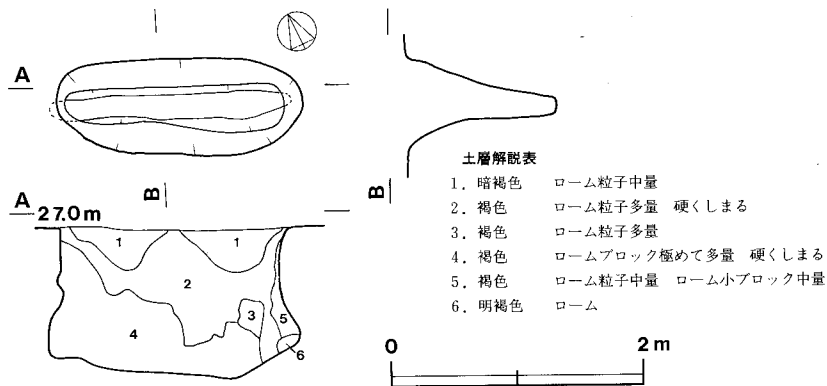 A
A 27.0m
B
B
1
1
2
3
4
5
6
土層解説表
1. 暗褐色 ローム粒子中量
2. 褐色 ローム粒子多量 硬くしまる
3. 褐色 ローム粒子多量
4. 褐色 ロームブロック極めて多量 硬くしまる
5. 褐色 ローム粒子中量 ローム小ブロック中量
6. 明褐色 ローム
0 2m